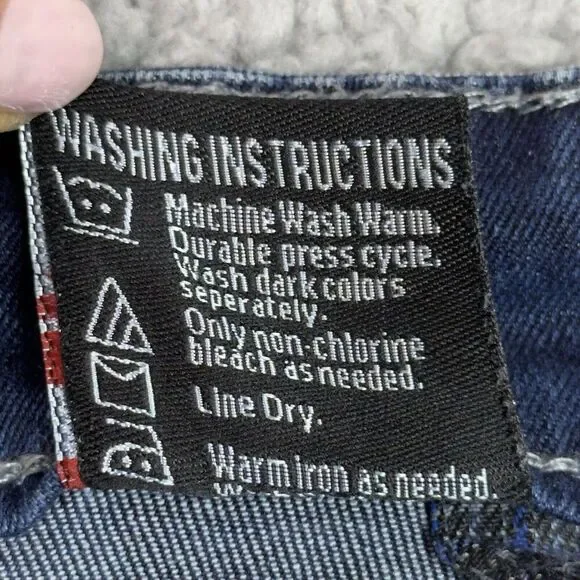 WASHING INSTRUCTIONS
Machine Wash Warm.
Durable press cycle.
Wash dark colors
seperately.
Only non-chlorine
bleach as needed.
Line Dry.
Warm iron as needed.